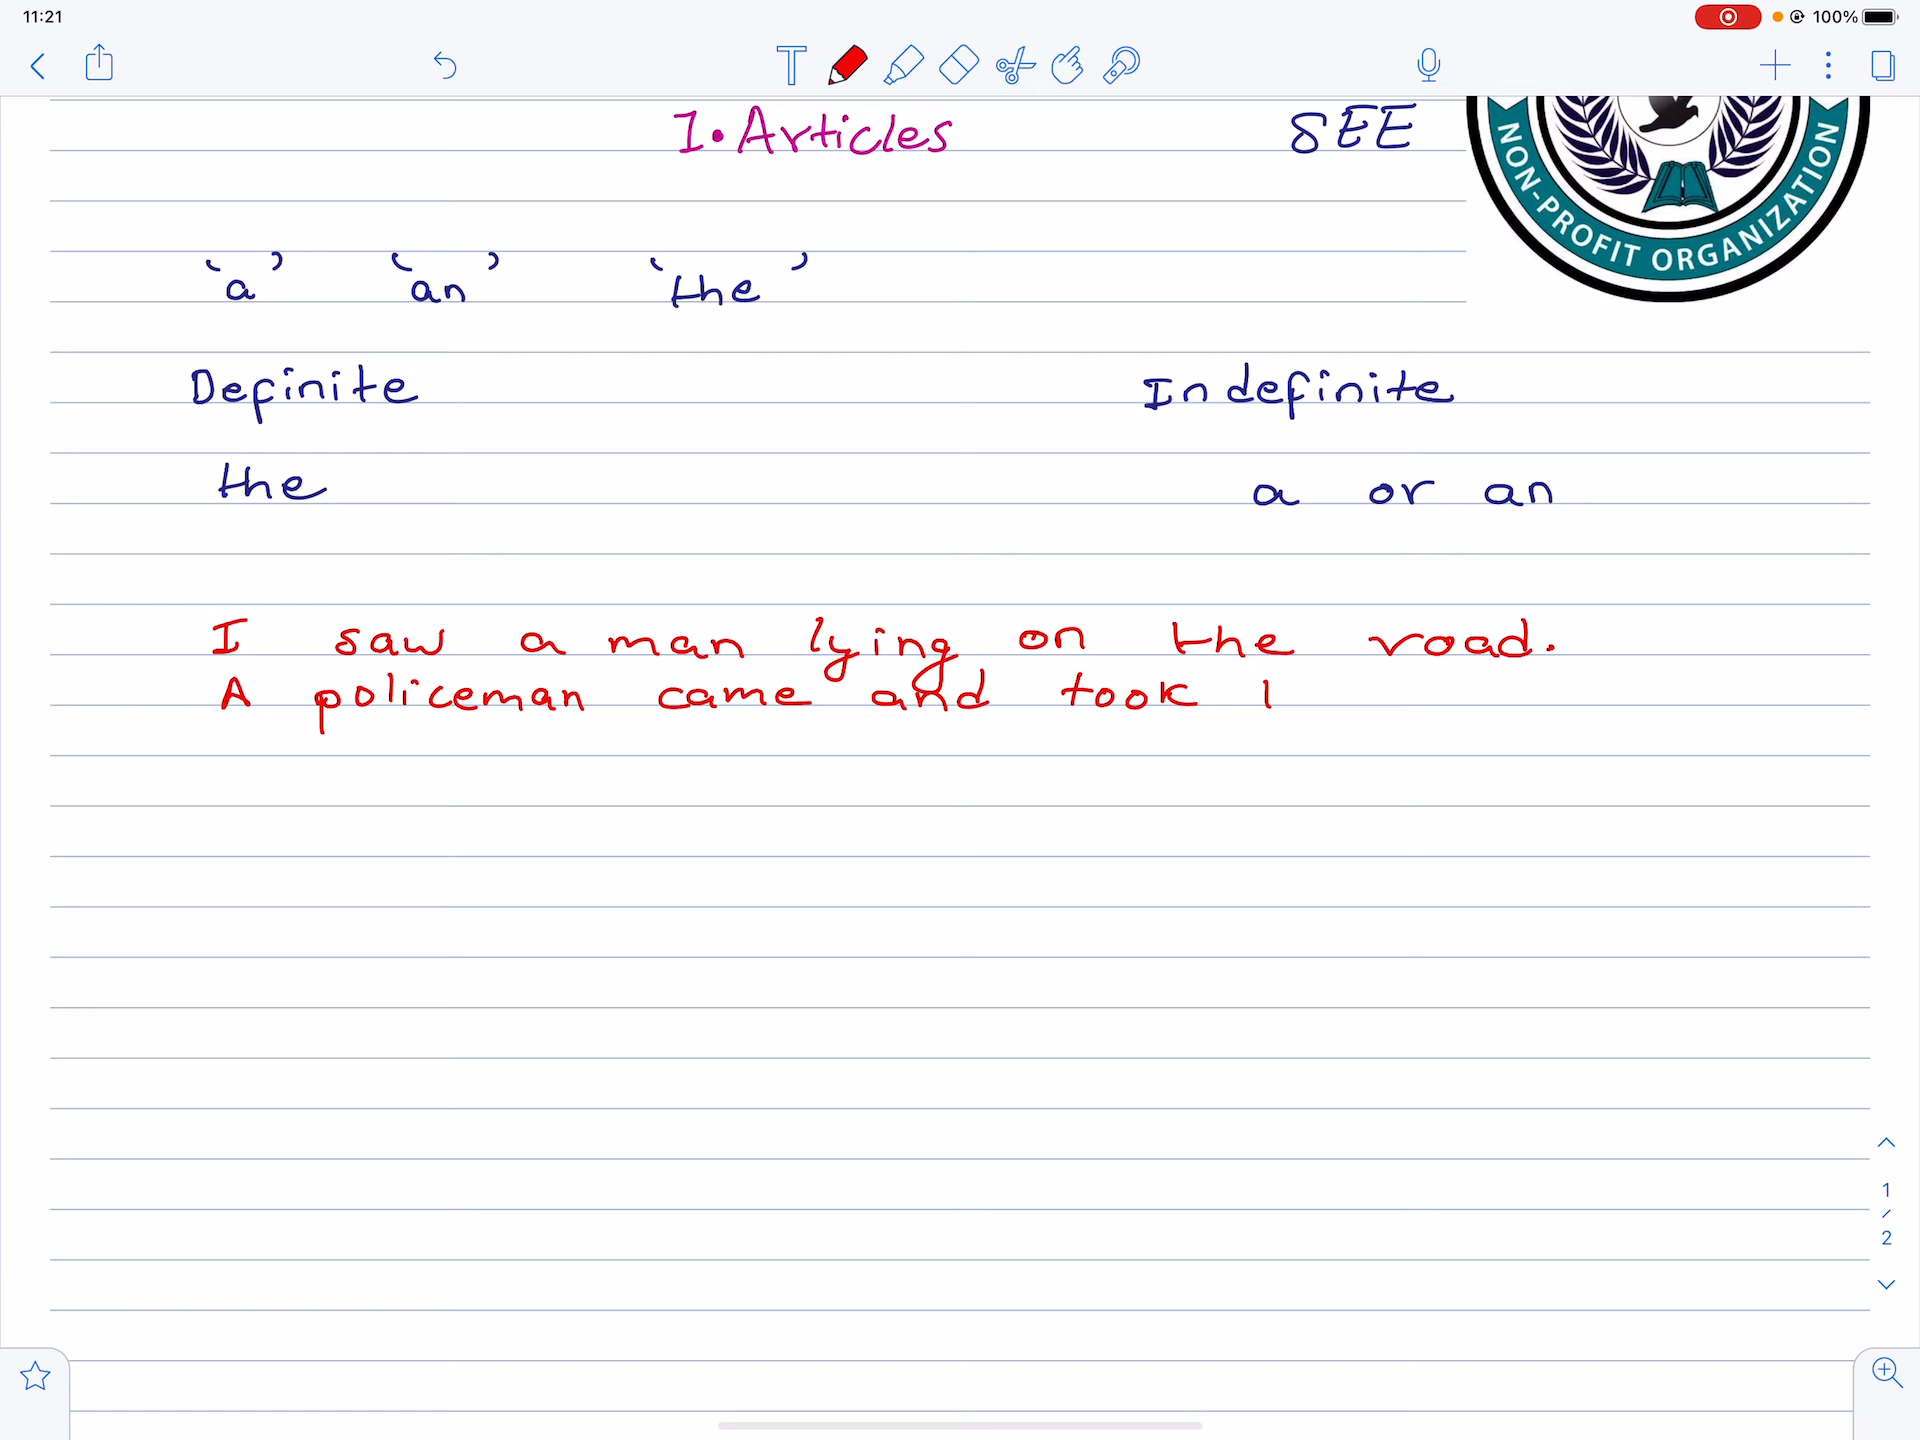 11:21
100%
1. Articles SEE
NON-PROFIT ORGANIZATION
'a' 'an' 'the'
Definite Indefinite
the a or an
I saw a man lying on the road.
A policeman came and took
1
/
2